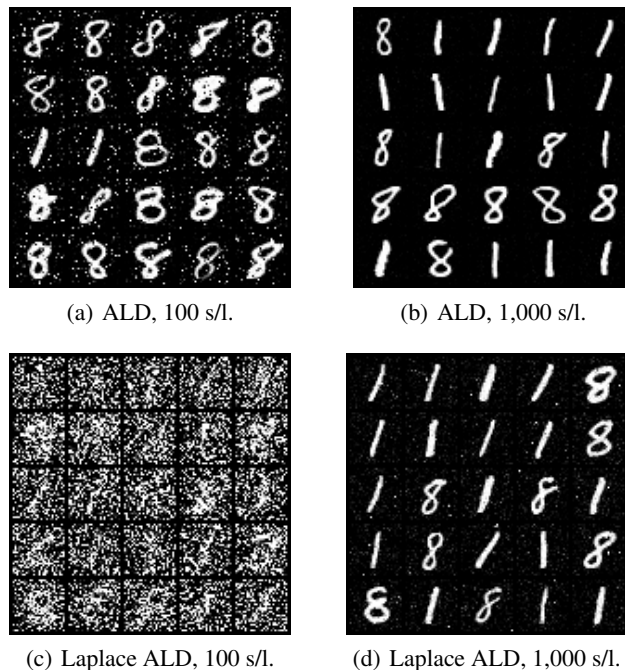 (a) ALD, 100 s/l.
(b) ALD, 1,000 s/l.
(c) Laplace ALD, 100 s/l.
(d) Laplace ALD, 1,000 s/l.